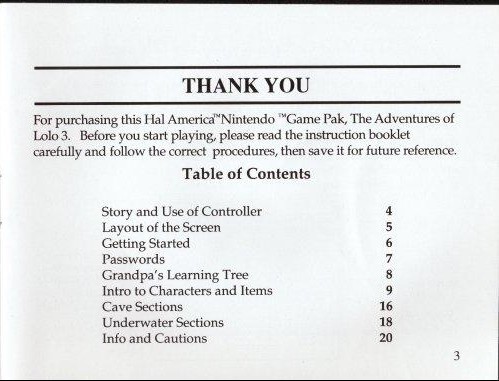 THANK YOU
For purchasing this Hal America™Nintendo ™Game Pak, The Adventures of
Lolo 3. Before you start playing, please read the instruction booklet
carefully and follow the correct procedures, then save it for future reference.
Table of Contents
Story and Use of Controller 4
Layout of the Screen 5
Getting Started 6
Passwords 7
Grandpa's Learning Tree 8
Intro to Characters and Items 9
Cave Sections 16
Underwater Sections 18
Info and Cautions 20
3